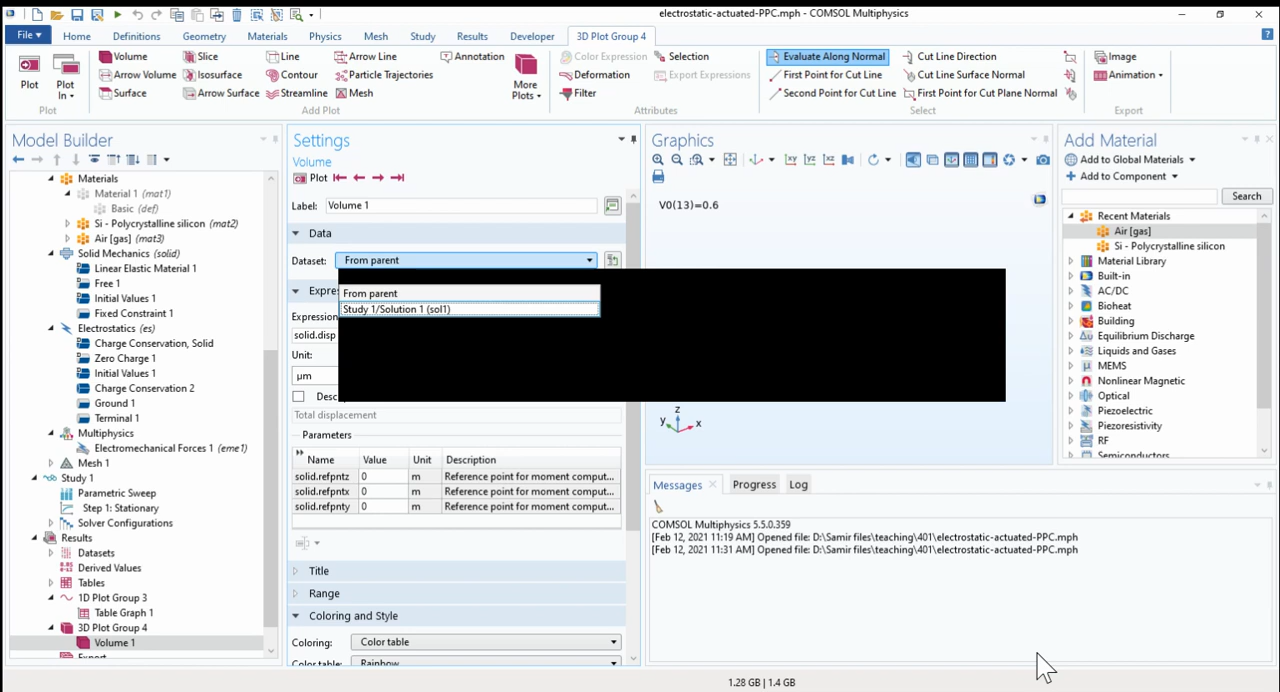 electrostatic-actuated-PPC.mph - COMSOL Multiphysics
File Home Definitions Geometry Materials Physics Mesh Study Results Developer 3D Plot Group 4
Volume Slice Line Arrow Line Annotation Color Expression Selection Evaluate Along Normal Cut Line Direction Image
Arrow Volume Isosurface Contour Particle Trajectories Deformation Export Expressions First Point for Cut Line Cut Line Surface Normal Animation
Surface Arrow Surface Streamline Mesh Filter Second Point for Cut Line First Point for Cut Plane Normal
Plot
Plot In
More Plots
Plot Add Plot Attributes Select Export
Model Builder
Materials
Material 1 (mat1)
Basic (def)
Si - Polycrystalline silicon (mat2)
Air [gas] (mat3)
Solid Mechanics (solid)
Linear Elastic Material 1
Free 1
Initial Values 1
Fixed Constraint 1
Electrostatics (es)
Charge Conservation, Solid
Zero Charge 1
Initial Values 1
Charge Conservation 2
Ground 1
Terminal 1
Multiphysics
Electromechanical Forces 1 (eme1)
Mesh 1
Study 1
Parametric Sweep
Step 1: Stationary
Solver Configurations
Results
Datasets
Derived Values
Tables
1D Plot Group 3
Table Graph 1
3D Plot Group 4
Volume 1
Settings
Volume
Plot
Label: Volume 1
Data
Dataset: From parent
From parent
Study 1/Solution 1 (sol1)
Expre
Expression
solid.disp
Unit:
µm
Desc
Total displacement
Parameters
Name Value Unit Description
solid.refpntz 0 m Reference point for moment comput...
solid.refpntx 0 m Reference point for moment comput...
solid.refpnty 0 m Reference point for moment comput...
Title
Range
Coloring and Style
Coloring: Color table
Color table: Rainbow
Graphics
V0(13)=0.6
z
y
x
Messages Progress Log
COMSOL Multiphysics 5.5.0.359
[Feb 12, 2021 11:19 AM] Opened file: D:\Samir files\teaching\401\electrostatic-actuated-PPC.mph
[Feb 12, 2021 11:31 AM] Opened file: D:\Samir files\teaching\401\electrostatic-actuated-PPC.mph
Add Material
Add to Global Materials
Add to Component
Search
Recent Materials
Air [gas]
Si - Polycrystalline silicon
Material Library
Built-in
AC/DC
Bioheat
Building
Equilibrium Discharge
Liquids and Gases
MEMS
Nonlinear Magnetic
Optical
Piezoelectric
Piezoresistivity
RF
Semiconductors
1.28 GB | 1.4 GB